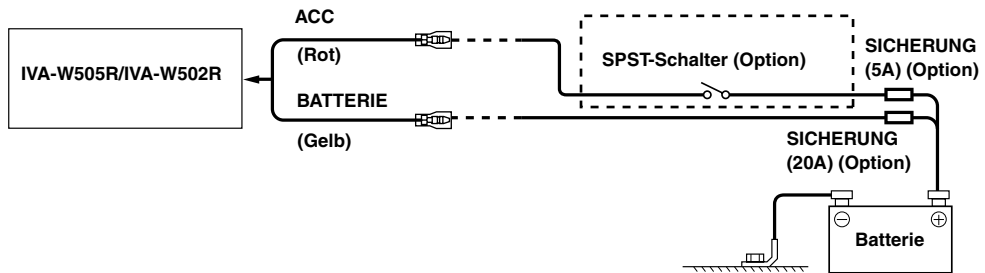 ACC
(Rot)
IVA-W505R/IVA-W502R
BATTERIE
(Gelb)
SPST-Schalter (Option)
SICHERUNG
(5A) (Option)
SICHERUNG
(20A) (Option)
Batterie